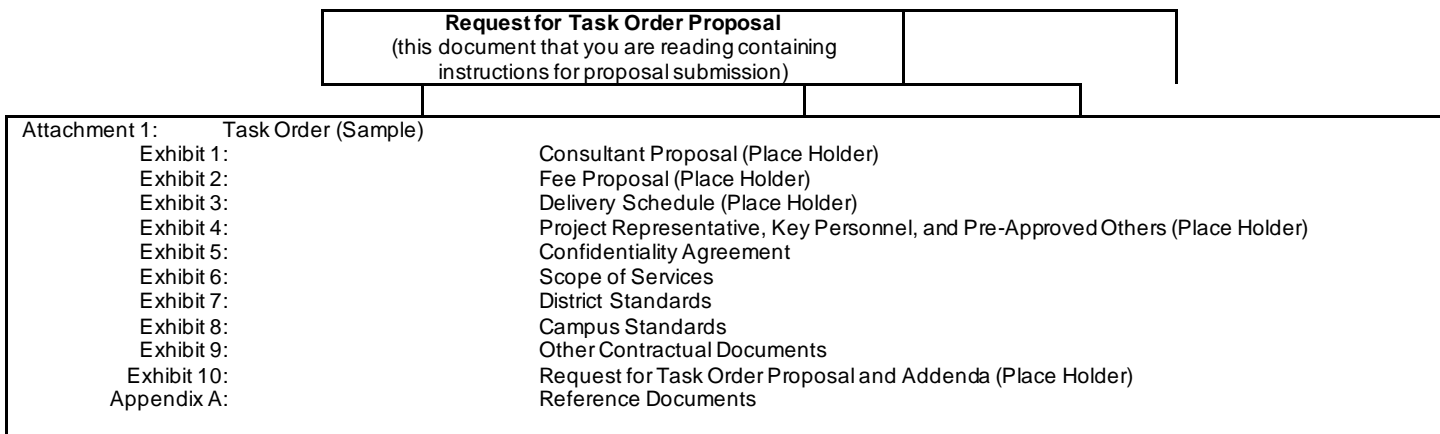 Request for Task Order Proposal
(this document that you are reading containing
instructions for proposal submission)
Attachment 1: Task Order (Sample)
Exhibit 1: Consultant Proposal (Place Holder)
Exhibit 2: Fee Proposal (Place Holder)
Exhibit 3: Delivery Schedule (Place Holder)
Exhibit 4: Project Representative, Key Personnel, and Pre-Approved Others (Place Holder)
Exhibit 5: Confidentiality Agreement
Exhibit 6: Scope of Services
Exhibit 7: District Standards
Exhibit 8: Campus Standards
Exhibit 9: Other Contractual Documents
Exhibit 10: Request for Task Order Proposal and Addenda (Place Holder)
Appendix A: Reference Documents